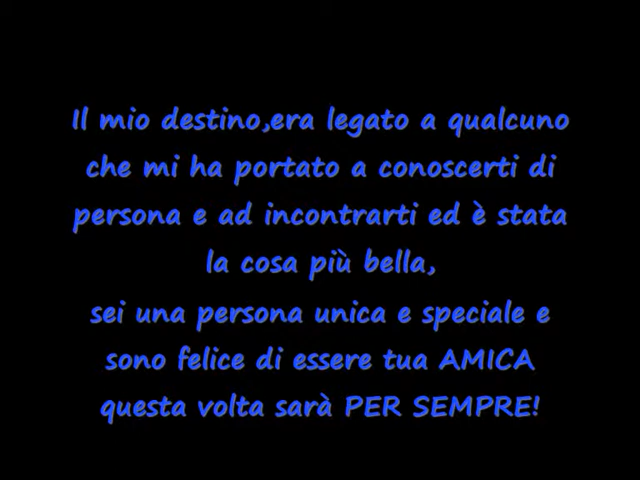 Il mio destino,era legato a qualcuno
che mi ha portato a conoscerti di
persona e ad incontrarti ed è stata
la cosa più bella,
sei una persona unica e speciale e
sono felice di essere tua AMICA
questa volta sarà PER SEMPRE!